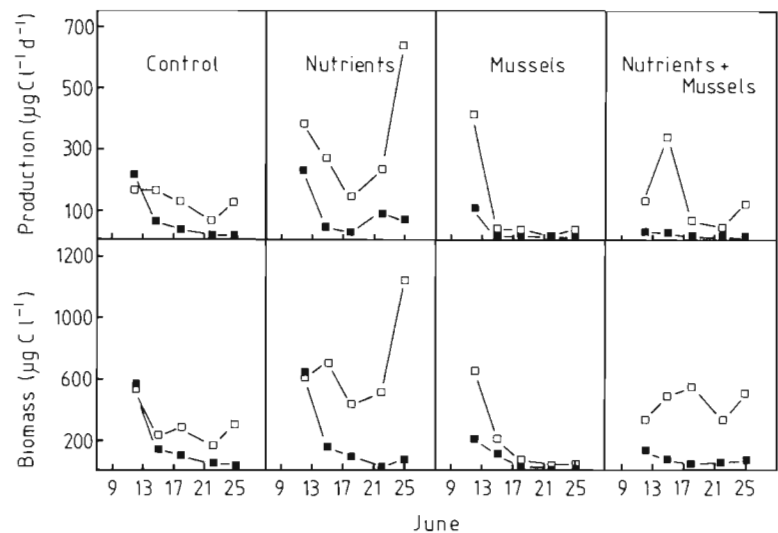 Production (µg C l⁻¹ d⁻¹)
700
500
300
100
Control
Nutrients
Mussels
Nutrients +
Mussels
Biomass (µg C l⁻¹)
1200
1000
600
200
9 13 17 21 25 9 13 17 21 25 9 13 17 21 25 9 13 17 21 25
June